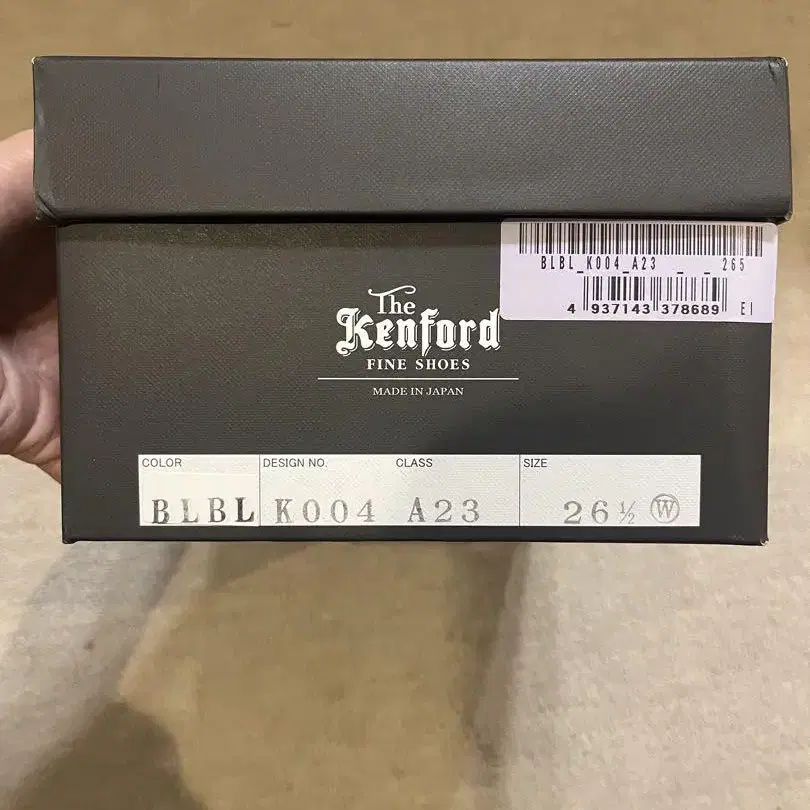 BLBL_K004_A23 _ _ 265
4 937143 378689 EI
The
Kenford
FINE SHOES
MADE IN JAPAN
COLOR DESIGN NO. CLASS SIZE
BLBL K004 A23 26½ Ⓦ